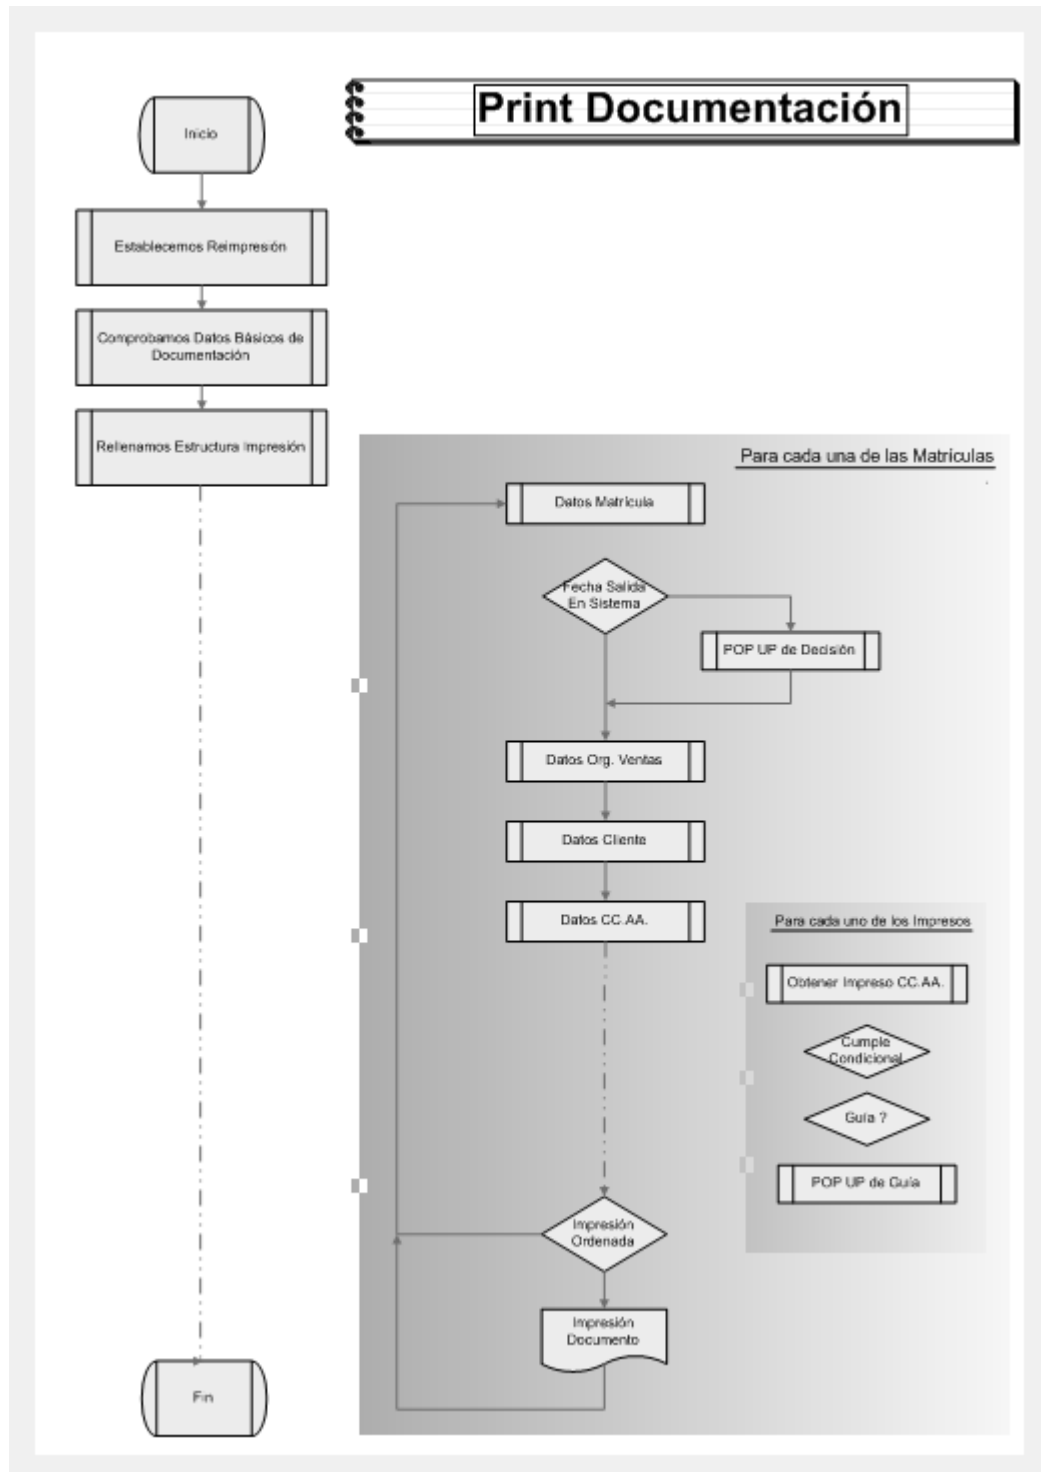 Print Documentación
Inicio
Establecemos Reimpresión
Comprobamos Datos Básicos de
Documentación
Rellenamos Estructura Impresión
Para cada una de las Matrículas
Datos Matrícula
Fecha Salida
En Sistema
POP UP de Decisión
Datos Org. Ventas
Datos Cliente
Datos CC.AA.
Para cada uno de los Impresos
Obtener Impreso CC.AA.
Cumple
Condicional
Guía ?
POP UP de Guía
Impresión
Ordenada
Impresión
Documento
Fin